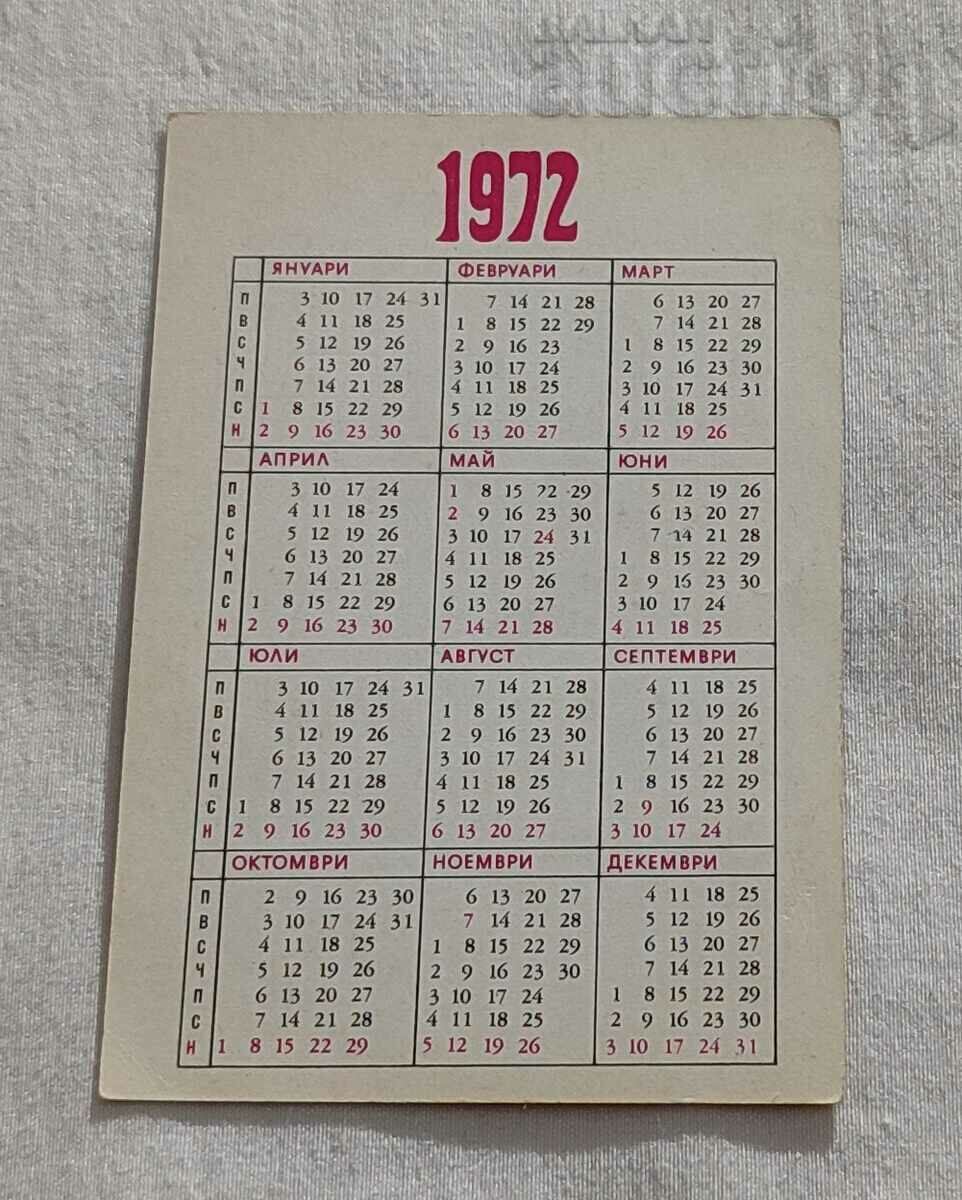 BALKAN
auction
1972
ЯНУАРИ ФЕВРУАРИ МАРТ
П 3 10 17 24 31 7 14 21 28 6 13 20 27
В 4 11 18 25 1 8 15 22 29 7 14 21 28
С 5 12 19 26 2 9 16 23 1 8 15 22 29
Ч 6 13 20 27 3 10 17 24 2 9 16 23 30
П 7 14 21 28 4 11 18 25 3 10 17 24 31
С 1 8 15 22 29 5 12 19 26 4 11 18 25
Н 2 9 16 23 30 6 13 20 27 5 12 19 26
АПРИЛ МАЙ ЮНИ
П 3 10 17 24 1 8 15 22 29 5 12 19 26
В 4 11 18 25 2 9 16 23 30 6 13 20 27
С 5 12 19 26 3 10 17 24 31 7 14 21 28
Ч 6 13 20 27 4 11 18 25 1 8 15 22 29
П 7 14 21 28 5 12 19 26 2 9 16 23 30
С 1 8 15 22 29 6 13 20 27 3 10 17 24
Н 2 9 16 23 30 7 14 21 28 4 11 18 25
ЮЛИ АВГУСТ СЕПТЕМВРИ
П 3 10 17 24 31 7 14 21 28 4 11 18 25
В 4 11 18 25 1 8 15 22 29 5 12 19 26
С 5 12 19 26 2 9 16 23 30 6 13 20 27
Ч 6 13 20 27 3 10 17 24 31 7 14 21 28
П 7 14 21 28 4 11 18 25 1 8 15 22 29
С 1 8 15 22 29 5 12 19 26 2 9 16 23 30
Н 2 9 16 23 30 6 13 20 27 3 10 17 24
ОКТОМВРИ НОЕМВРИ ДЕКЕМВРИ
П 2 9 16 23 30 6 13 20 27 4 11 18 25
В 3 10 17 24 31 7 14 21 28 5 12 19 26
С 4 11 18 25 1 8 15 22 29 6 13 20 27
Ч 5 12 19 26 2 9 16 23 30 7 14 21 28
П 6 13 20 27 3 10 17 24 1 8 15 22 29
С 7 14 21 28 4 11 18 25 2 9 16 23 30
Н 1 8 15 22 29 5 12 19 26 3 10 17 24 31